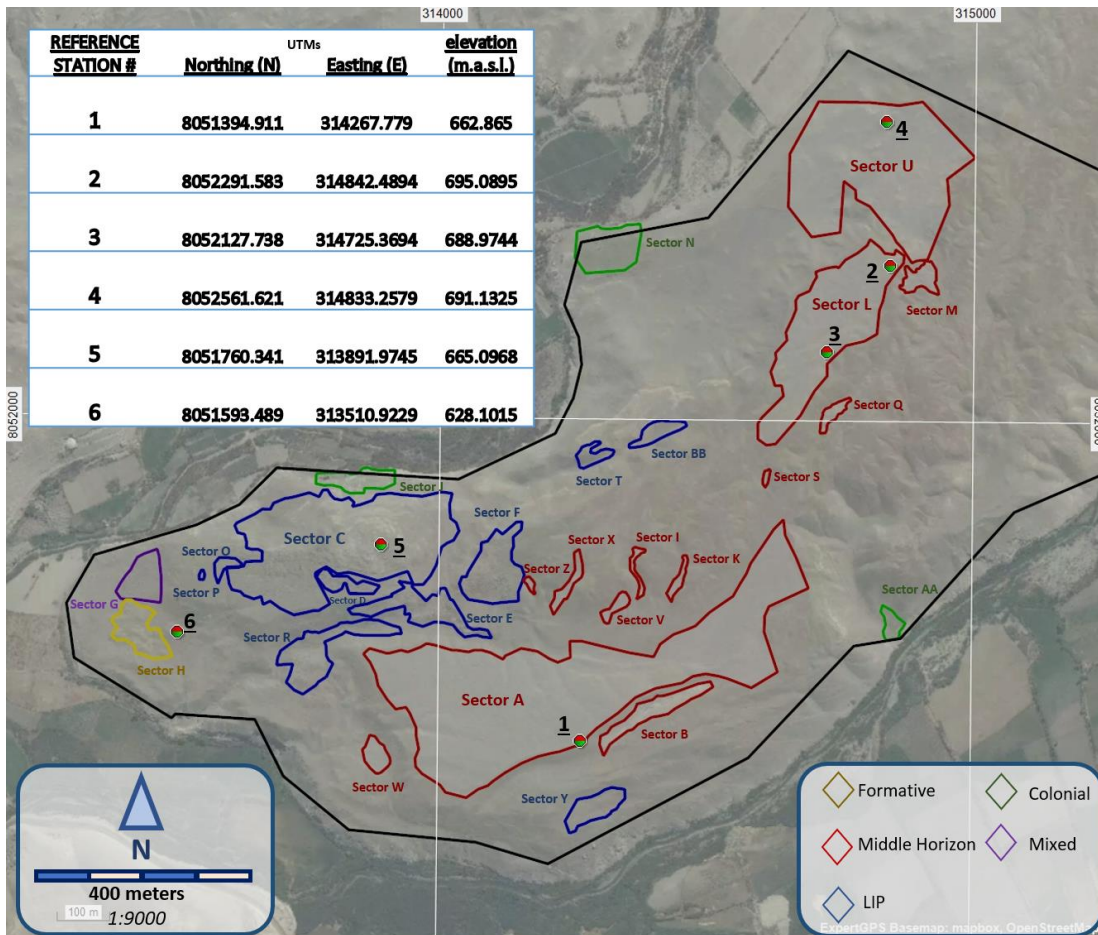 314000
315000
REFERENCE STATION #
UTMs
Northing (N)
Easting (E)
elevation (m.a.s.l.)
1 8051394.911 314267.779 662.865
2 8052291.583 314842.4894 695.0895
3 8052127.738 314725.3694 688.9744
4 8052561.621 314833.2579 691.1325
5 8051760.341 313891.9745 665.0968
6 8051593.489 313510.9229 628.1015
4
Sector U
Sector N
2
Sector L
Sector M
3
8052000
Sector Q
8052000
Sector BB
Sector T
Sector S
Sector J
Sector F
Sector C
5
Sector X
Sector I
Sector K
Sector O
Sector Z
Sector P
Sector D
Sector AA
Sector G
6
Sector E
Sector V
Sector R
Sector H
Sector A
1
Sector B
Sector W
Sector Y
N
400 meters
100 m
1:9000
Formative
Colonial
Middle Horizon
Mixed
LIP
ExpertGPS Basemap: mapbox, OpenStreetMa